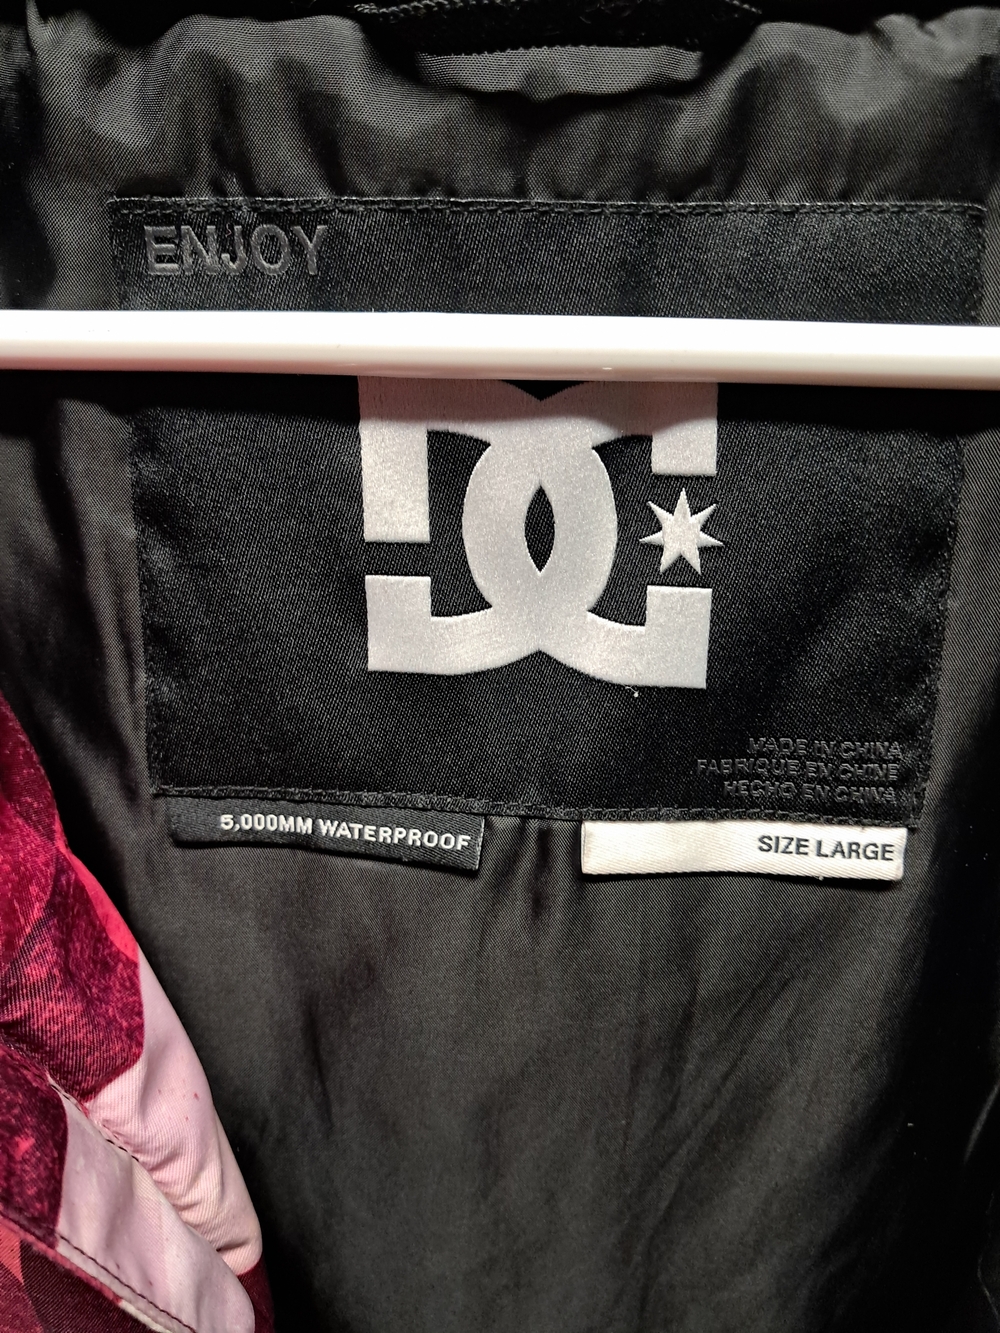 ENJOY
DC
MADE IN CHINA
FABRIQUE EN CHINE
HECHO EN CHINA
5,000MM WATERPROOF
SIZE LARGE